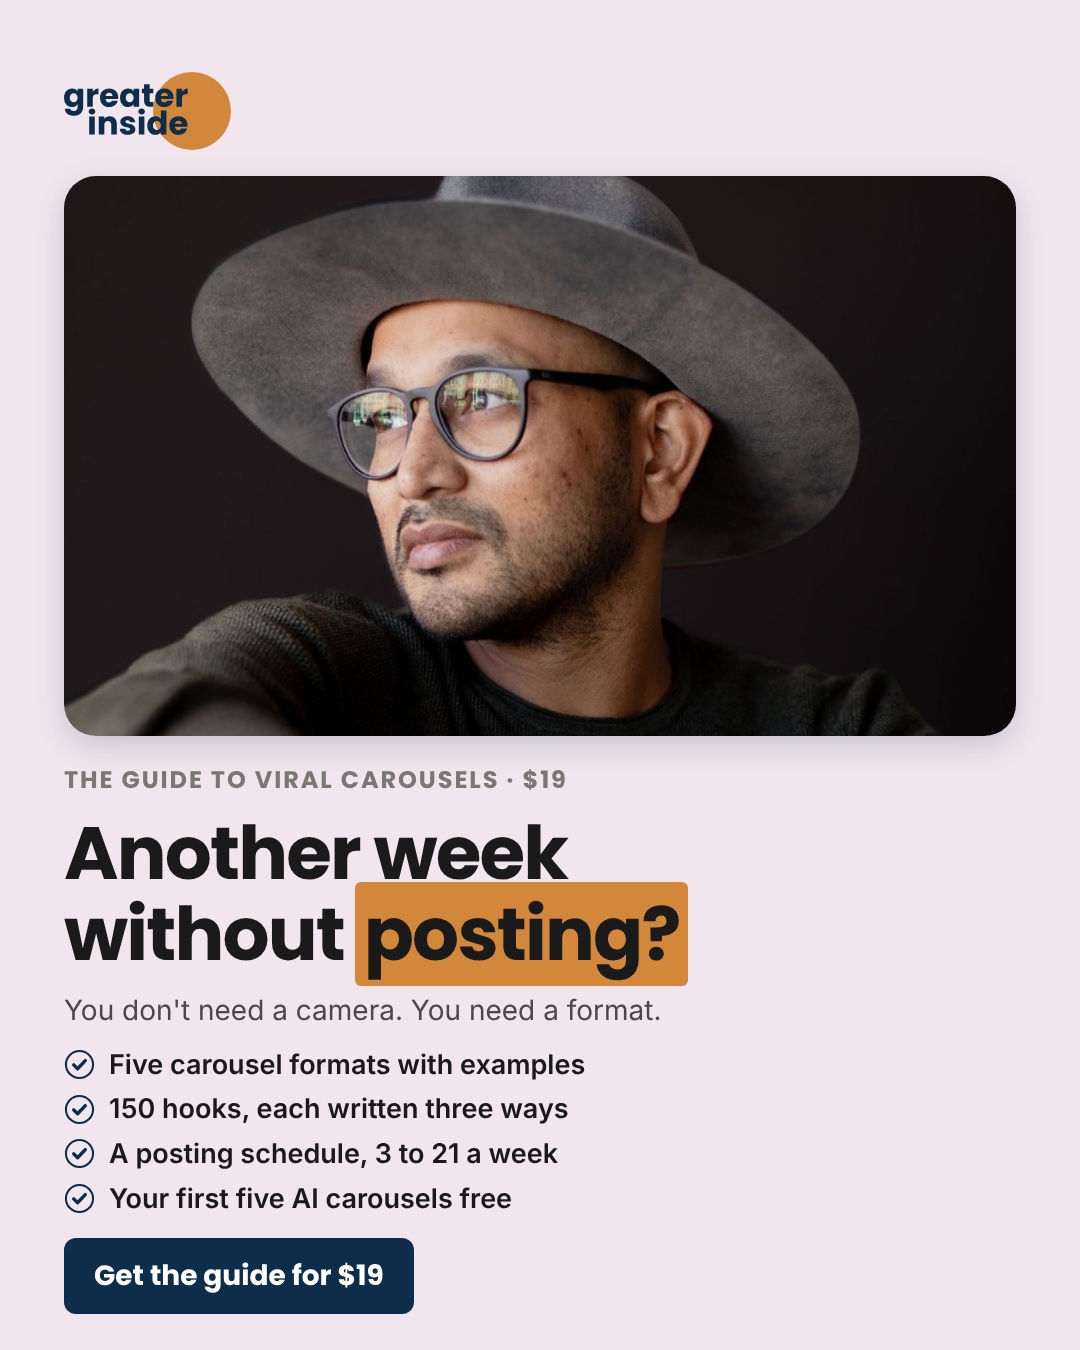 greater
inside
THE GUIDE TO VIRAL CAROUSELS · $19
Another week
without posting?
You don't need a camera. You need a format.
Five carousel formats with examples
150 hooks, each written three ways
A posting schedule, 3 to 21 a week
Your first five AI carousels free
Get the guide for $19